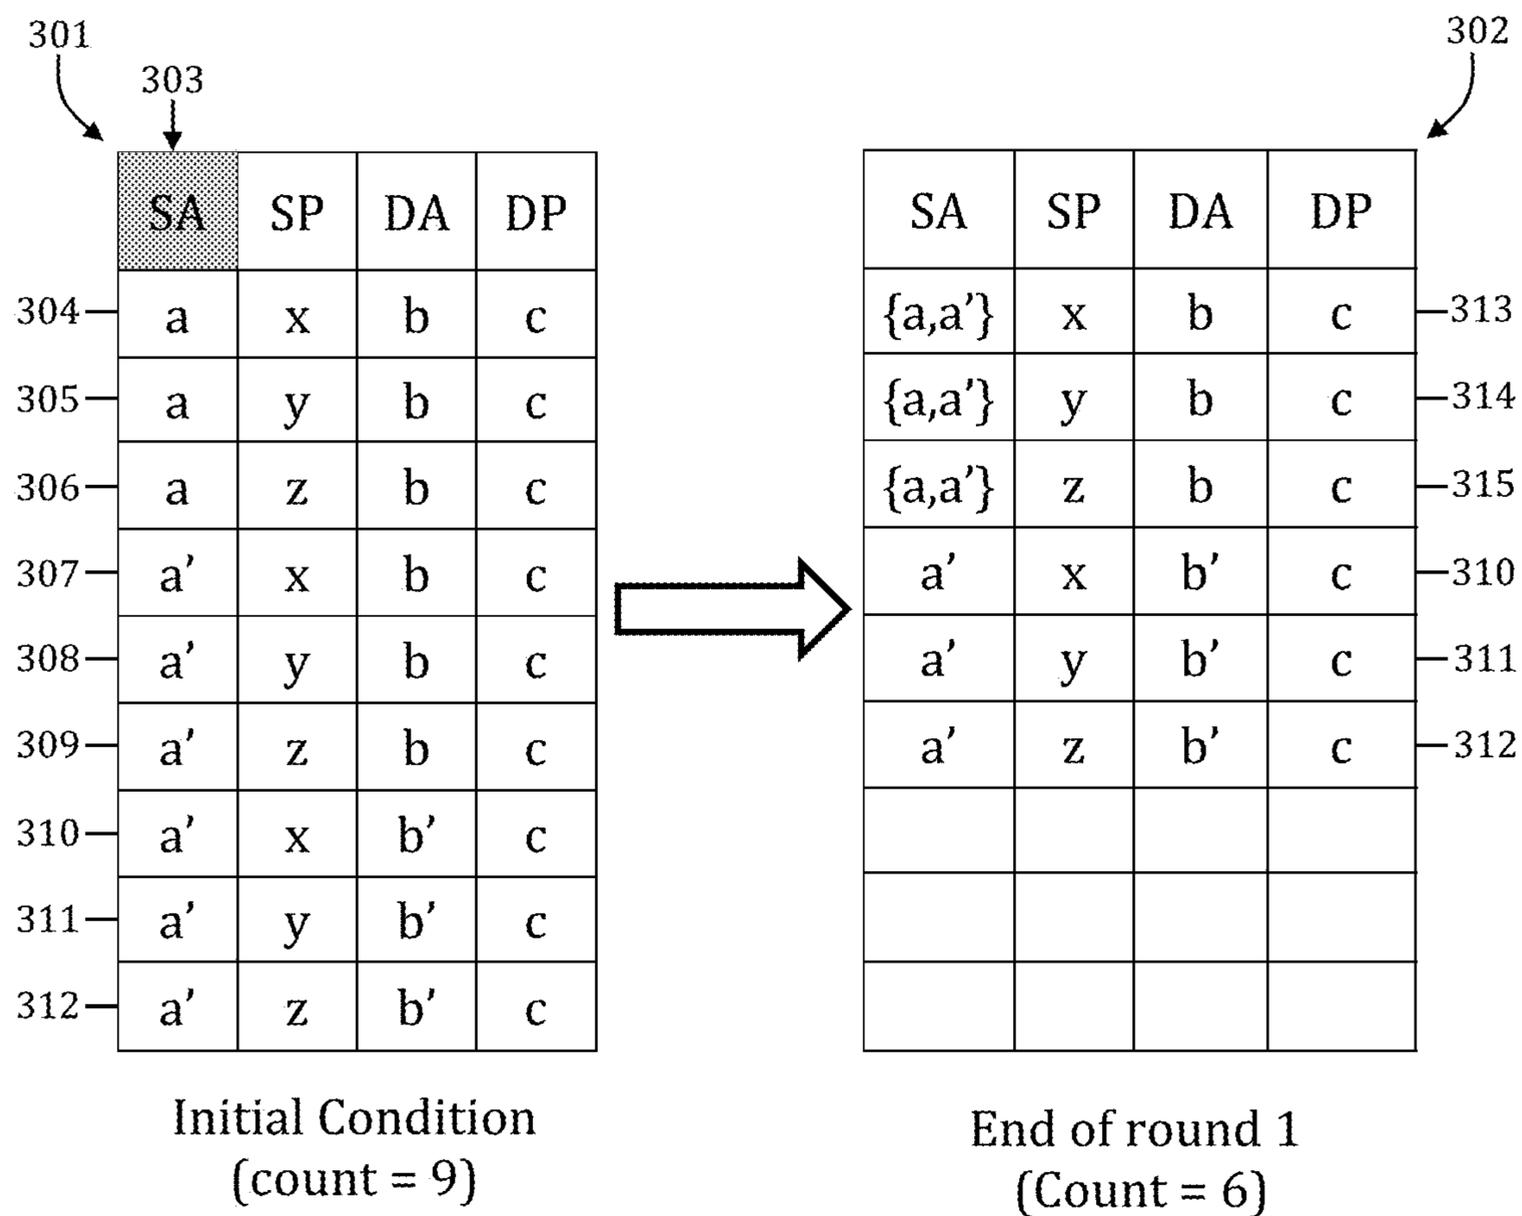 301
302
303
SA SP DA DP
304 a x b c
305 a y b c
306 a z b c
307 a’ x b c
308 a’ y b c
309 a’ z b c
310 a’ x b’ c
311 a’ y b’ c
312 a’ z b’ c
Initial Condition
(count = 9)
SA SP DA DP
{a,a’} x b c 313
{a,a’} y b c 314
{a,a’} z b c 315
a’ x b’ c 310
a’ y b’ c 311
a’ z b’ c 312
End of round 1
(Count = 6)